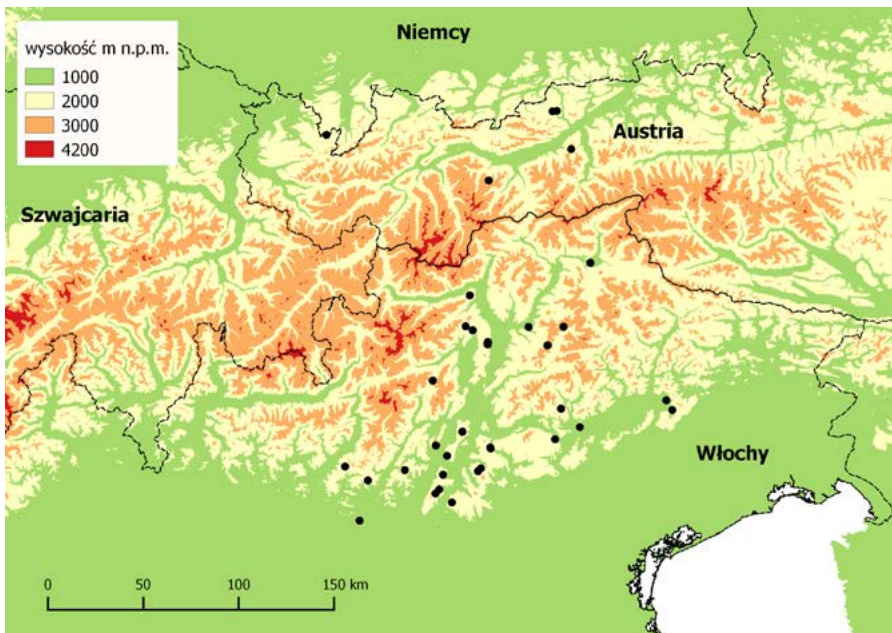 wysokość m n.p.m.
1000
2000
3000
4200
Niemcy
Austria
Szwajcaria
Włochy
0 50 100 150 km